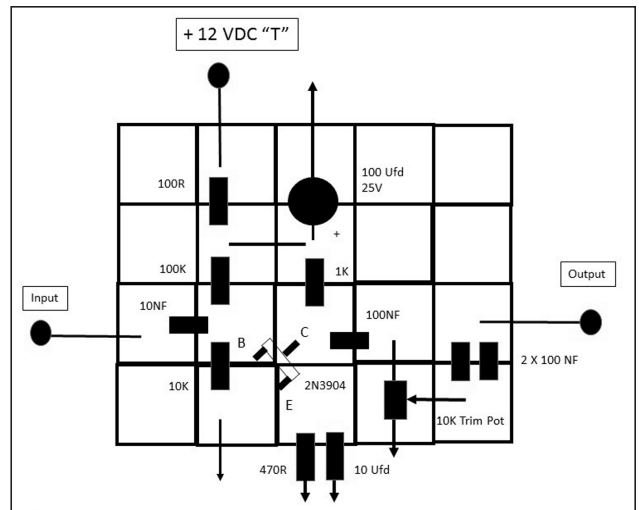 + 12 VDC “T”
100R
100 Ufd
25V
+
100K
1K
Input
Output
10NF
100NF
B
C
2 X 100 NF
10K
2N3904
E
10K Trim Pot
470R
10 Ufd